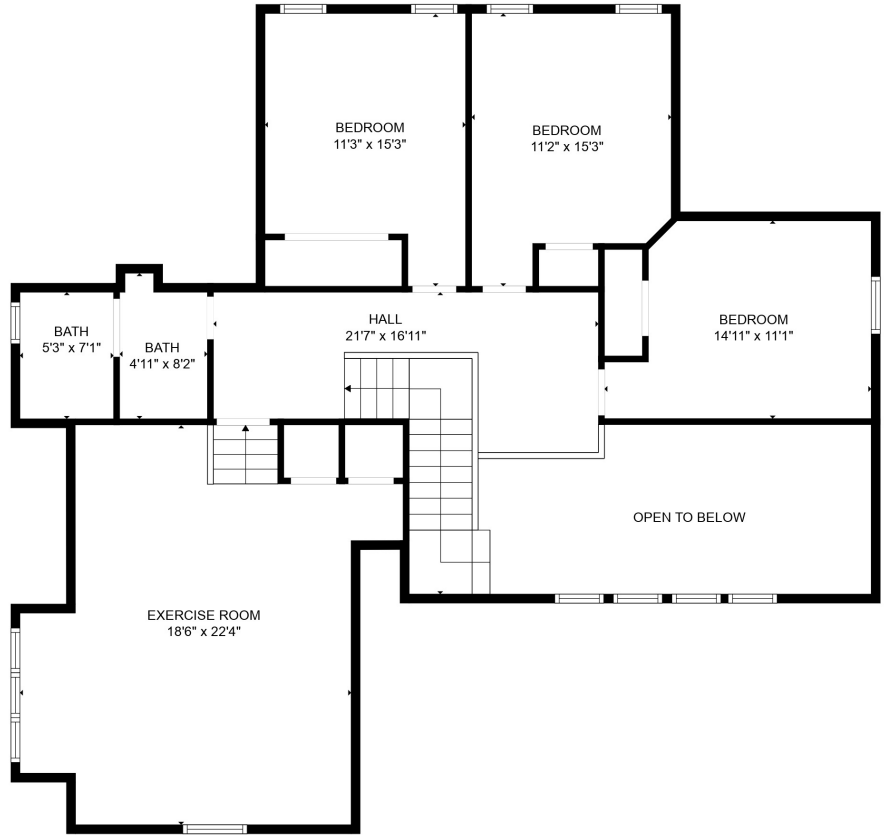 BEDROOM
11'3" x 15'3"
BEDROOM
11'2" x 15'3"
HALL
21'7" x 16'11"
BEDROOM
14'11" x 11'1"
BATH
5'3" x 7'1"
BATH
4'11" x 8'2"
OPEN TO BELOW
EXERCISE ROOM
18'6" x 22'4"